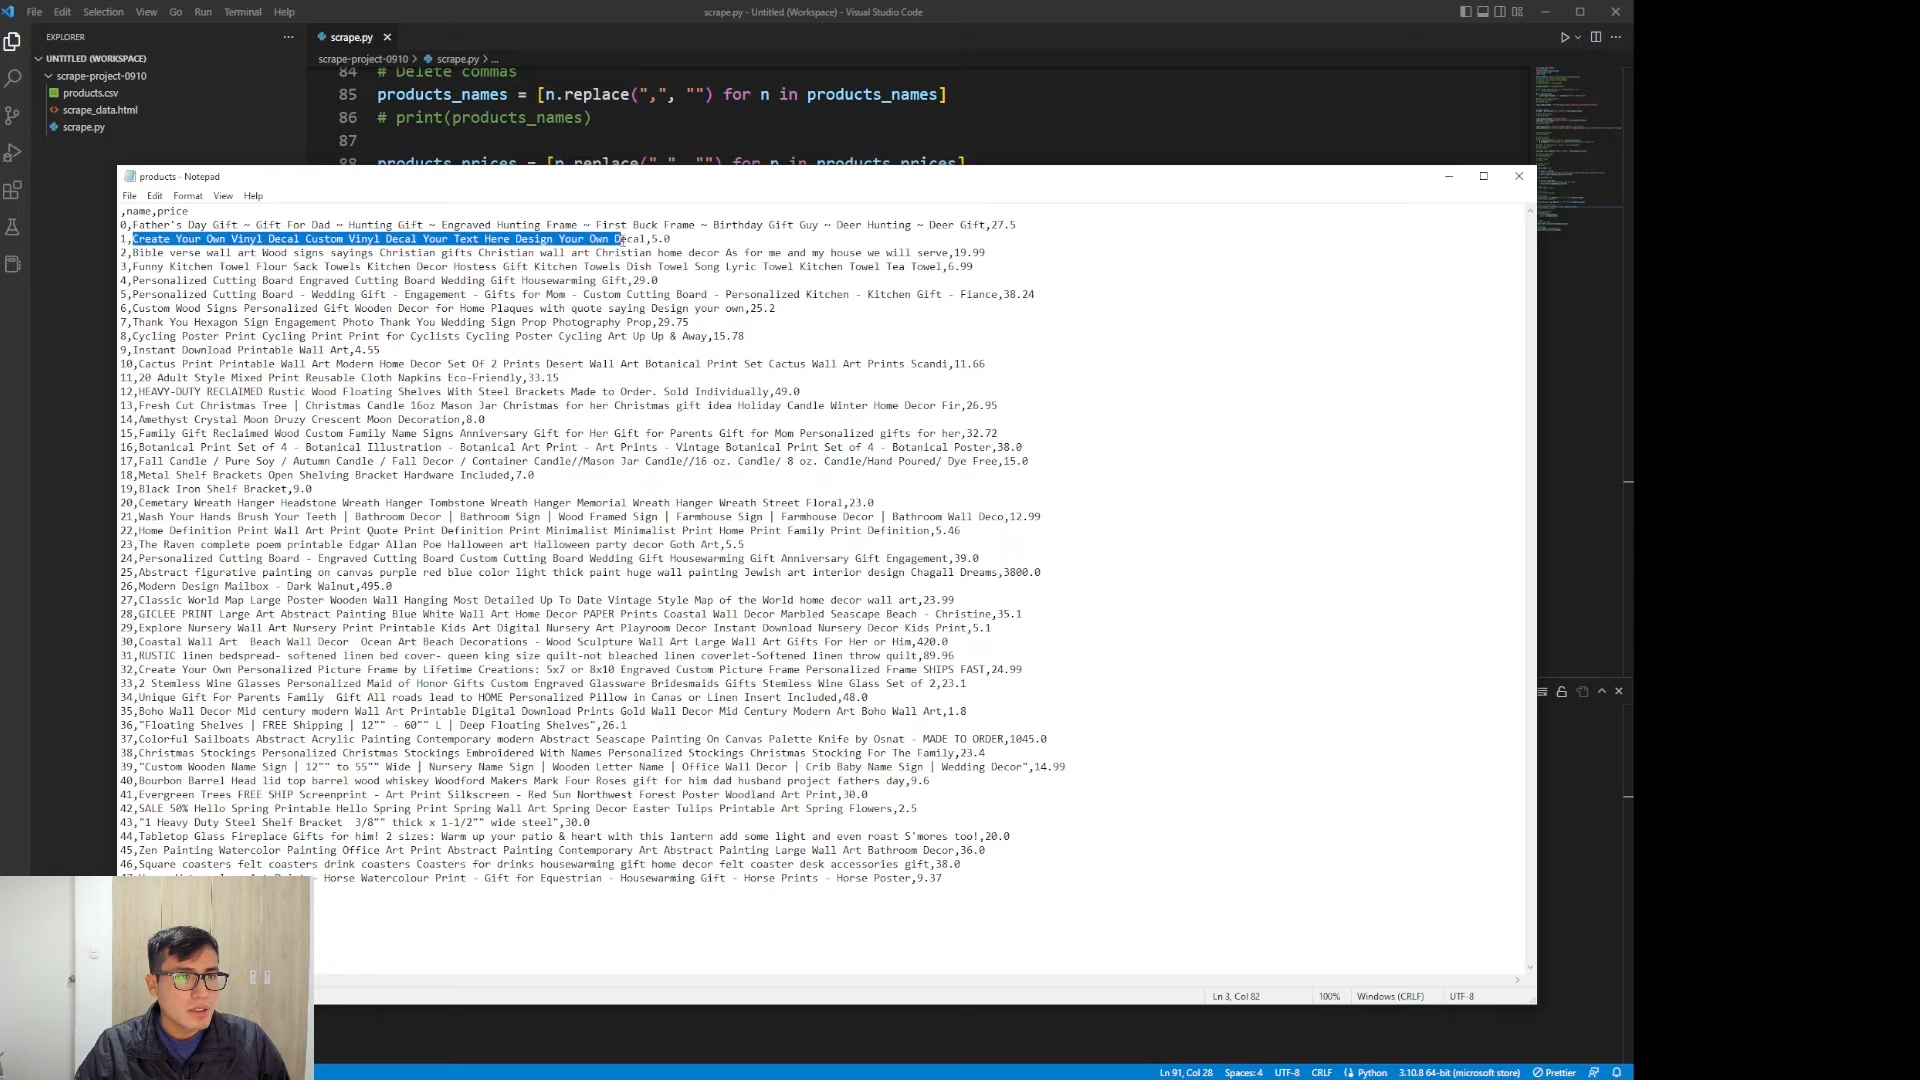 File Edit Selection View Go Run Terminal Help
scrape.py - Untitled (Workspace) - Visual Studio Code
EXPLORER
UNTITLED (WORKSPACE)
scrape-project-0910
products.csv
scrape_data.html
scrape.py
scrape.py
scrape-project-0910 > scrape.py > ...
84 # Delete commas
85 products_names = [n.replace(",", "") for n in products_names]
86 # print(products_names)
87
88 products_prices = [n.replace(",", "") for n in products_prices]
products - Notepad
File Edit Format View Help
,name,price
0,Father's Day Gift ~ Gift For Dad ~ Hunting Gift ~ Engraved Hunting Frame ~ First Buck Frame ~ Birthday Gift Guy ~ Deer Hunting ~ Deer Gift,27.5
1,Create Your Own Vinyl Decal Custom Vinyl Decal Your Text Here Design Your Own Decal,5.0
2,Bible verse wall art Wood signs sayings Christian gifts Christian wall art Christian home decor As for me and my house we will serve,19.99
3,Funny Kitchen Towel Flour Sack Towels Kitchen Decor Hostess Gift Kitchen Towels Dish Towel Song Lyric Towel Kitchen Towel Tea Towel,6.99
4,Personalized Cutting Board Engraved Cutting Board Wedding Gift Housewarming Gift,29.0
5,Personalized Cutting Board - Wedding Gift - Engagement - Gifts for Mom - Custom Cutting Board - Personalized Kitchen - Kitchen Gift - Fiance,38.24
6,Custom Wood Signs Personalized Gift Wooden Decor for Home Plaques with quote saying Design your own,25.2
7,Thank You Hexagon Sign Engagement Photo Thank You Wedding Sign Prop Photography Prop,29.75
8,Cycling Poster Print Cycling Print Print for Cyclists Cycling Poster Cycling Art Up Up & Away,15.78
9,Instant Download Printable Wall Art,4.55
10,Cactus Print Printable Wall Art Modern Home Decor Set Of 2 Prints Desert Wall Art Botanical Print Set Cactus Wall Art Prints Scandi,11.66
11,20 Adult Style Mixed Print Reusable Cloth Napkins Eco-Friendly,33.15
12,HEAVY-DUTY RECLAIMED Rustic Wood Floating Shelves With Steel Brackets Made to Order. Sold Individually,49.0
13,Fresh Cut Christmas Tree | Christmas Candle 16oz Mason Jar Christmas for her Christmas gift idea Holiday Candle Winter Home Decor Fir,26.95
14,Amethyst Crystal Moon Druzy Crescent Moon Decoration,8.0
15,Family Gift Reclaimed Wood Custom Family Name Signs Anniversary Gift for Her Gift for Parents Gift for Mom Personalized gifts for her,32.72
16,Botanical Print Set of 4 - Botanical Illustration - Botanical Art Print - Art Prints - Vintage Botanical Print Set of 4 - Botanical Poster,38.0
17,Fall Candle / Pure Soy / Autumn Candle / Fall Decor / Container Candle//Mason Jar Candle//16 oz. Candle/ 8 oz. Candle/Hand Poured/ Dye Free,15.0
18,Metal Shelf Brackets Open Shelving Bracket Hardware Included,7.0
19,Black Iron Shelf Bracket,9.0
20,Cemetary Wreath Hanger Headstone Wreath Hanger Tombstone Wreath Hanger Memorial Wreath Hanger Wreath Street Floral,23.0
21,Wash Your Hands Brush Your Teeth | Bathroom Decor | Bathroom Sign | Wood Framed Sign | Farmhouse Sign | Farmhouse Decor | Bathroom Wall Deco,12.99
22,Home Definition Print Wall Art Print Quote Print Definition Print Minimalist Minimalist Print Home Print Family Print Definition,5.46
23,The Raven complete poem printable Edgar Allan Poe Halloween art Halloween party decor Goth Art,5.5
24,Personalized Cutting Board - Engraved Cutting Board Custom Cutting Board Wedding Gift Housewarming Gift Anniversary Gift Engagement,39.0
25,Abstract figurative painting on canvas purple red blue color light thick paint huge wall painting Jewish art interior design Chagall Dreams,3800.0
26,Modern Design Mailbox - Dark Walnut,495.0
27,Classic World Map Large Poster Wooden Wall Hanging Most Detailed Up To Date Vintage Style Map of the World home decor wall art,23.99
28,GICLEE PRINT Large Art Abstract Painting Blue White Wall Art Home Decor PAPER Prints Coastal Wall Decor Marbled Seascape Beach - Christine,35.1
29,Explore Nursery Wall Art Nursery Print Printable Kids Art Digital Nursery Art Playroom Decor Instant Download Nursery Decor Kids Print,5.1
30,Coastal Wall Art  Beach Wall Decor  Ocean Art Beach Decorations - Wood Sculpture Wall Art Large Wall Art Gifts For Her or Him,420.0
31,RUSTIC linen bedspread- softened linen bed cover- queen king size quilt-not bleached linen coverlet-Softened linen throw quilt,89.96
32,Create Your Own Personalized Picture Frame by Lifetime Creations: 5x7 or 8x10 Engraved Custom Picture Frame Personalized Frame SHIPS FAST,24.99
33,2 Stemless Wine Glasses Personalized Maid of Honor Gifts Custom Engraved Glassware Bridesmaids Gifts Stemless Wine Glass Set of 2,23.1
34,Unique Gift For Parents Family  Gift All roads lead to HOME Personalized Pillow in Canas or Linen Insert Included,48.0
35,Boho Wall Decor Mid century modern Wall Art Printable Digital Download Prints Gold Wall Decor Mid Century Modern Art Boho Wall Art,1.8
36,"Floating Shelves | FREE Shipping | 12"" - 60"" L | Deep Floating Shelves",26.1
37,Colorful Sailboats Abstract Acrylic Painting Contemporary modern Abstract Seascape Painting On Canvas Palette Knife by Osnat - MADE TO ORDER,1045.0
38,Christmas Stockings Personalized Christmas Stockings Embroidered With Names Personalized Stockings Christmas Stocking For The Family,23.4
39,"Custom Wooden Name Sign | 12"" to 55"" Wide | Nursery Name Sign | Wooden Letter Name | Office Wall Decor | Crib Baby Name Sign | Wedding Decor",14.99
40,Bourbon Barrel Head lid top barrel wood whiskey Woodford Makers Mark Four Roses gift for him dad husband project fathers day,9.6
41,Evergreen Trees FREE SHIP Screenprint - Art Print Silkscreen - Red Sun Northwest Forest Poster Woodland Art Print,30.0
42,SALE 50% Hello Spring Printable Hello Spring Print Spring Wall Art Spring Decor Easter Tulips Printable Art Spring Flowers,2.5
43,"1 Heavy Duty Steel Shelf Bracket  3/8"" thick x 1-1/2"" wide steel",30.0
44,Tabletop Glass Fireplace Gifts for him! 2 sizes: Warm up your patio & heart with this lantern add some light and even roast S'mores too!,20.0
45,Zen Painting Watercolor Painting Office Art Print Abstract Painting Contemporary Art Abstract Painting Large Wall Art Bathroom Decor,36.0
46,Square coasters felt coasters drink coasters Coasters for drinks housewarming gift home decor felt coaster desk accessories gift,38.0
- Horse Watercolour Print - Gift for Equestrian - Housewarming Gift - Horse Prints - Horse Poster,9.37
Ln 3, Col 82 100% Windows (CRLF) UTF-8
Ln 91, Col 28 Spaces: 4 UTF-8 CRLF Python 3.10.8 64-bit (microsoft store) Prettier